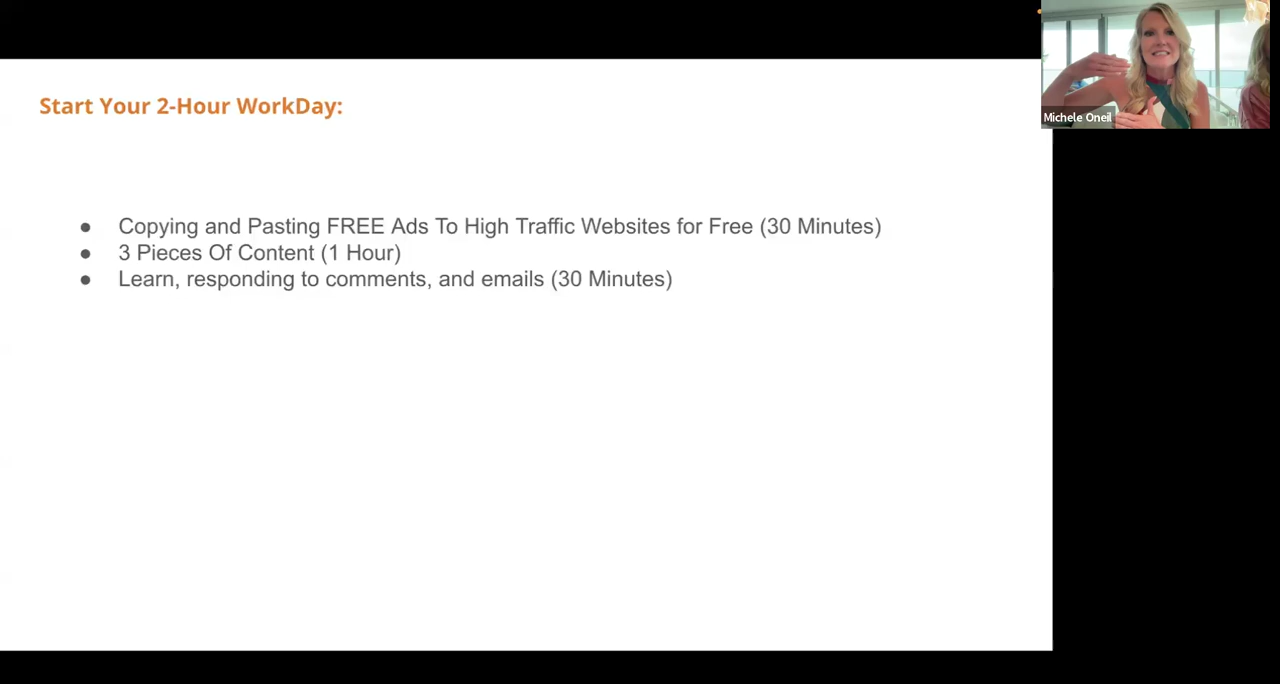 Start Your 2-Hour WorkDay:
● Copying and Pasting FREE Ads To High Traffic Websites for Free (30 Minutes)
● 3 Pieces Of Content (1 Hour)
● Learn, responding to comments, and emails (30 Minutes)
Michele Oneil